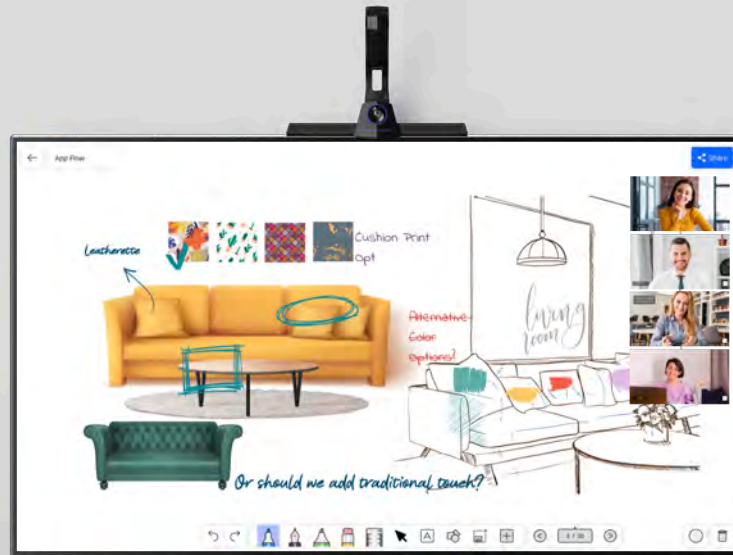 App Flow
Share
Leatherette
Cushion Print
Opt
Alternative
Color
options?
living
room
Or should we add traditional touch?
A